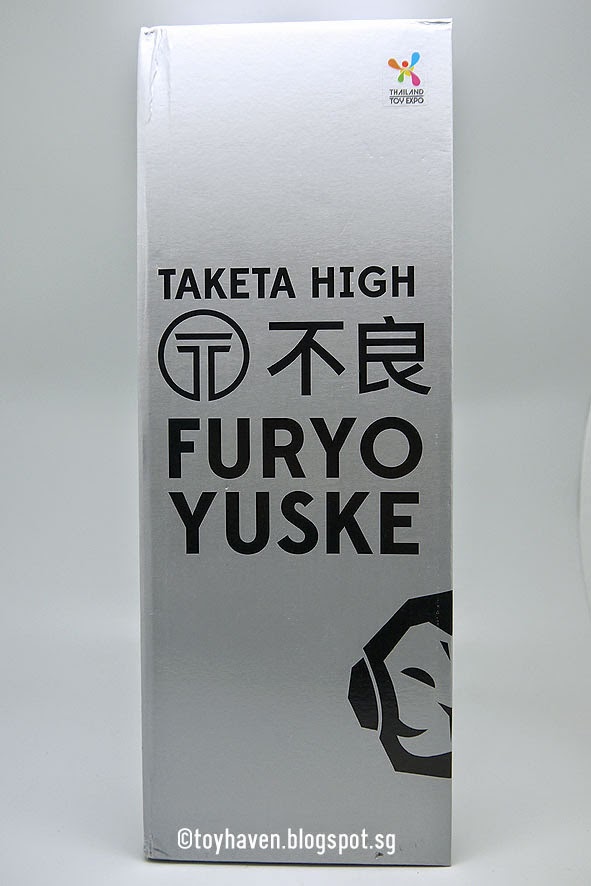 THAILAND
TOY EXPO
TAKETA HIGH
不良
FURYO
YUSKE
©toyhaven.blogspot.sg